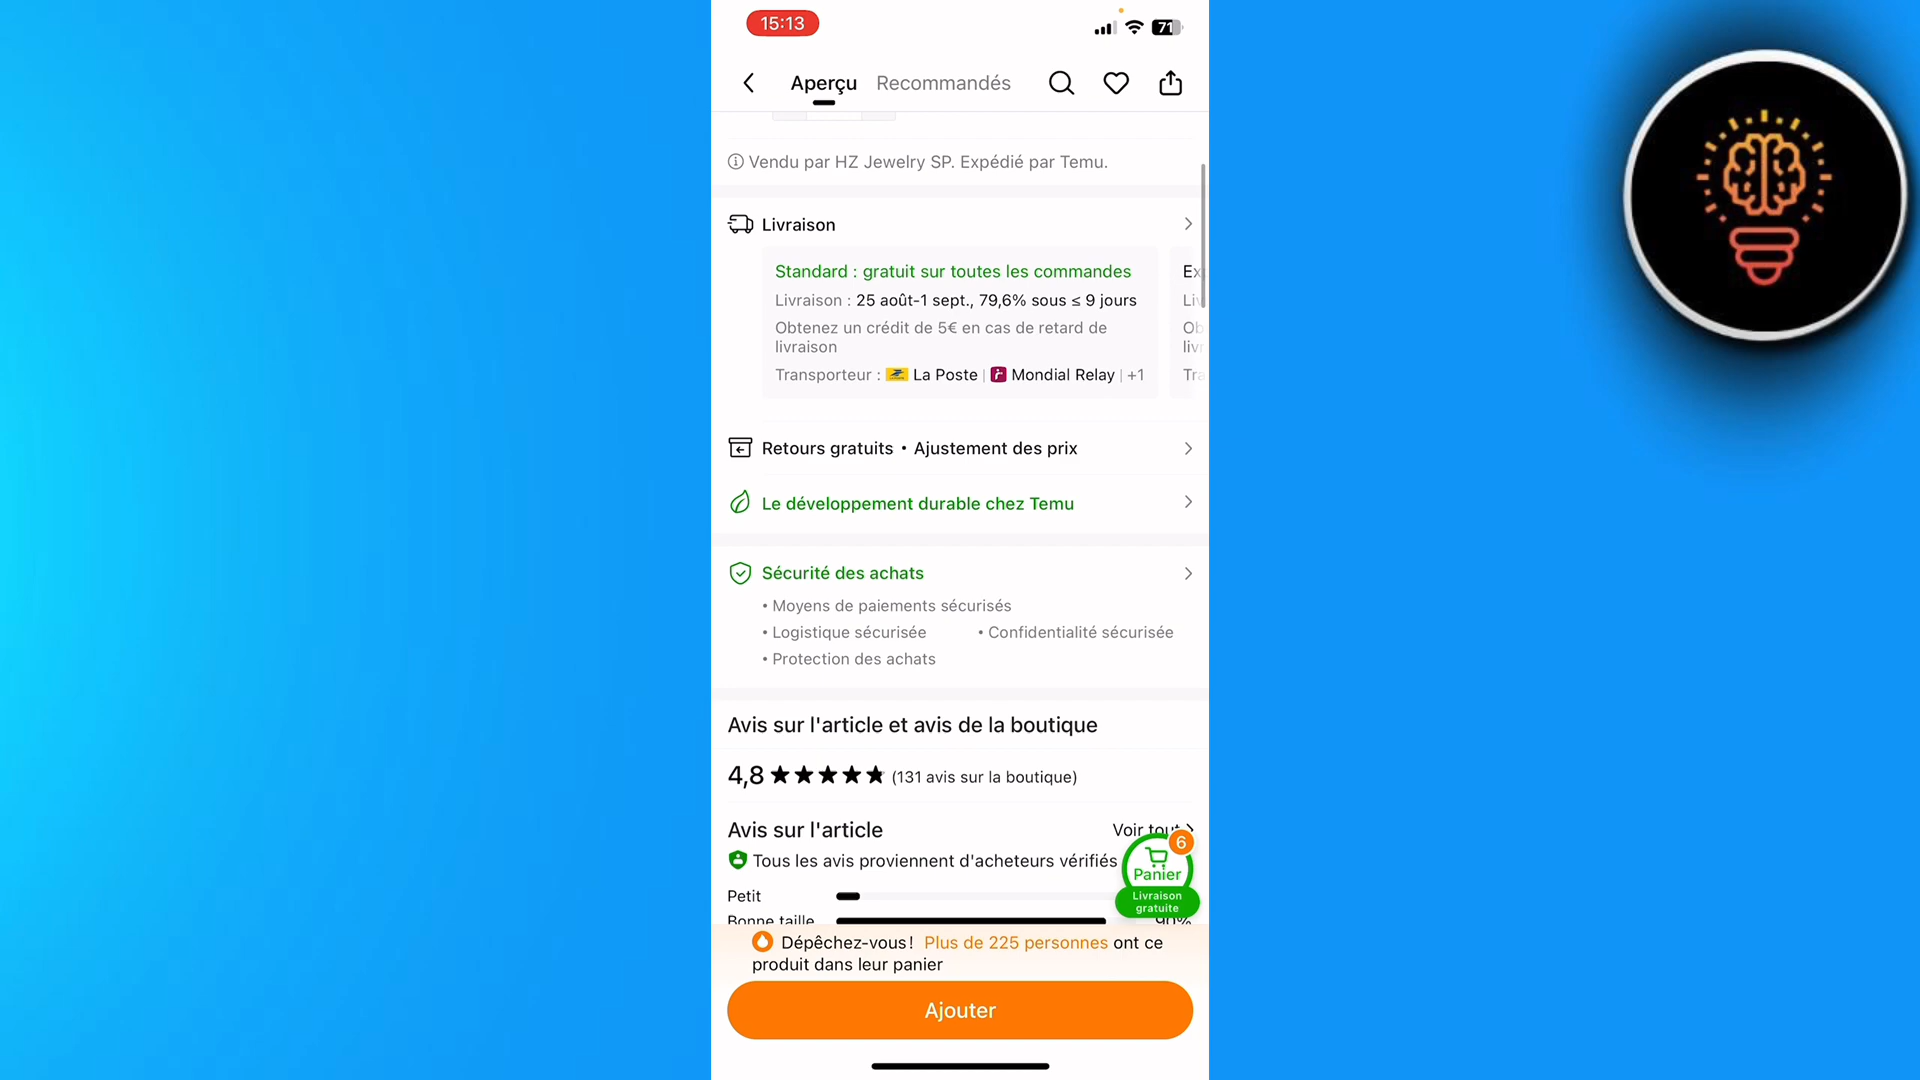 15:13
71
Aperçu Recommandés
Vendu par HZ Jewelry SP. Expédié par Temu.
Livraison
Standard : gratuit sur toutes les commandes
Livraison : 25 août-1 sept., 79,6% sous ≤ 9 jours
Obtenez un crédit de 5€ en cas de retard de
livraison
Transporteur : La Poste | Mondial Relay | +1
Retours gratuits • Ajustement des prix
Le développement durable chez Temu
Sécurité des achats
• Moyens de paiements sécurisés
• Logistique sécurisée • Confidentialité sécurisée
• Protection des achats
Avis sur l'article et avis de la boutique
4,8 (131 avis sur la boutique)
Avis sur l'article Voir tout
Tous les avis proviennent d'acheteurs vérifiés
6
Panier
Livraison
gratuite
Petit
Bonne taille 90%
Dépêchez-vous! Plus de 225 personnes ont ce
produit dans leur panier
Ajouter